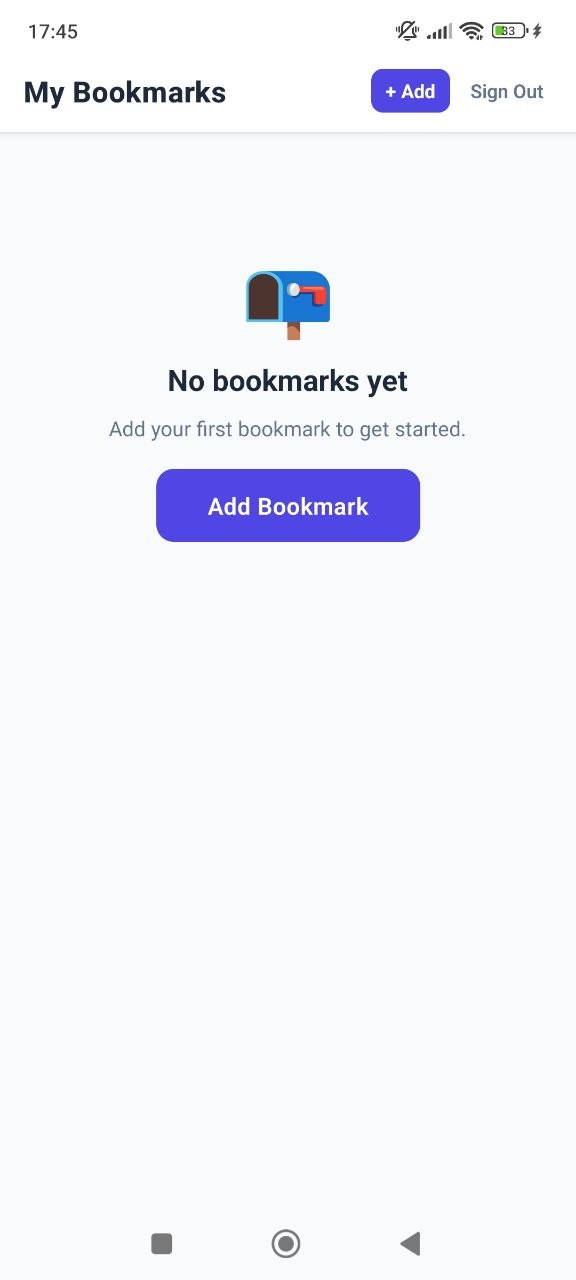 17:45
33
My Bookmarks
+ Add
Sign Out
No bookmarks yet
Add your first bookmark to get started.
Add Bookmark